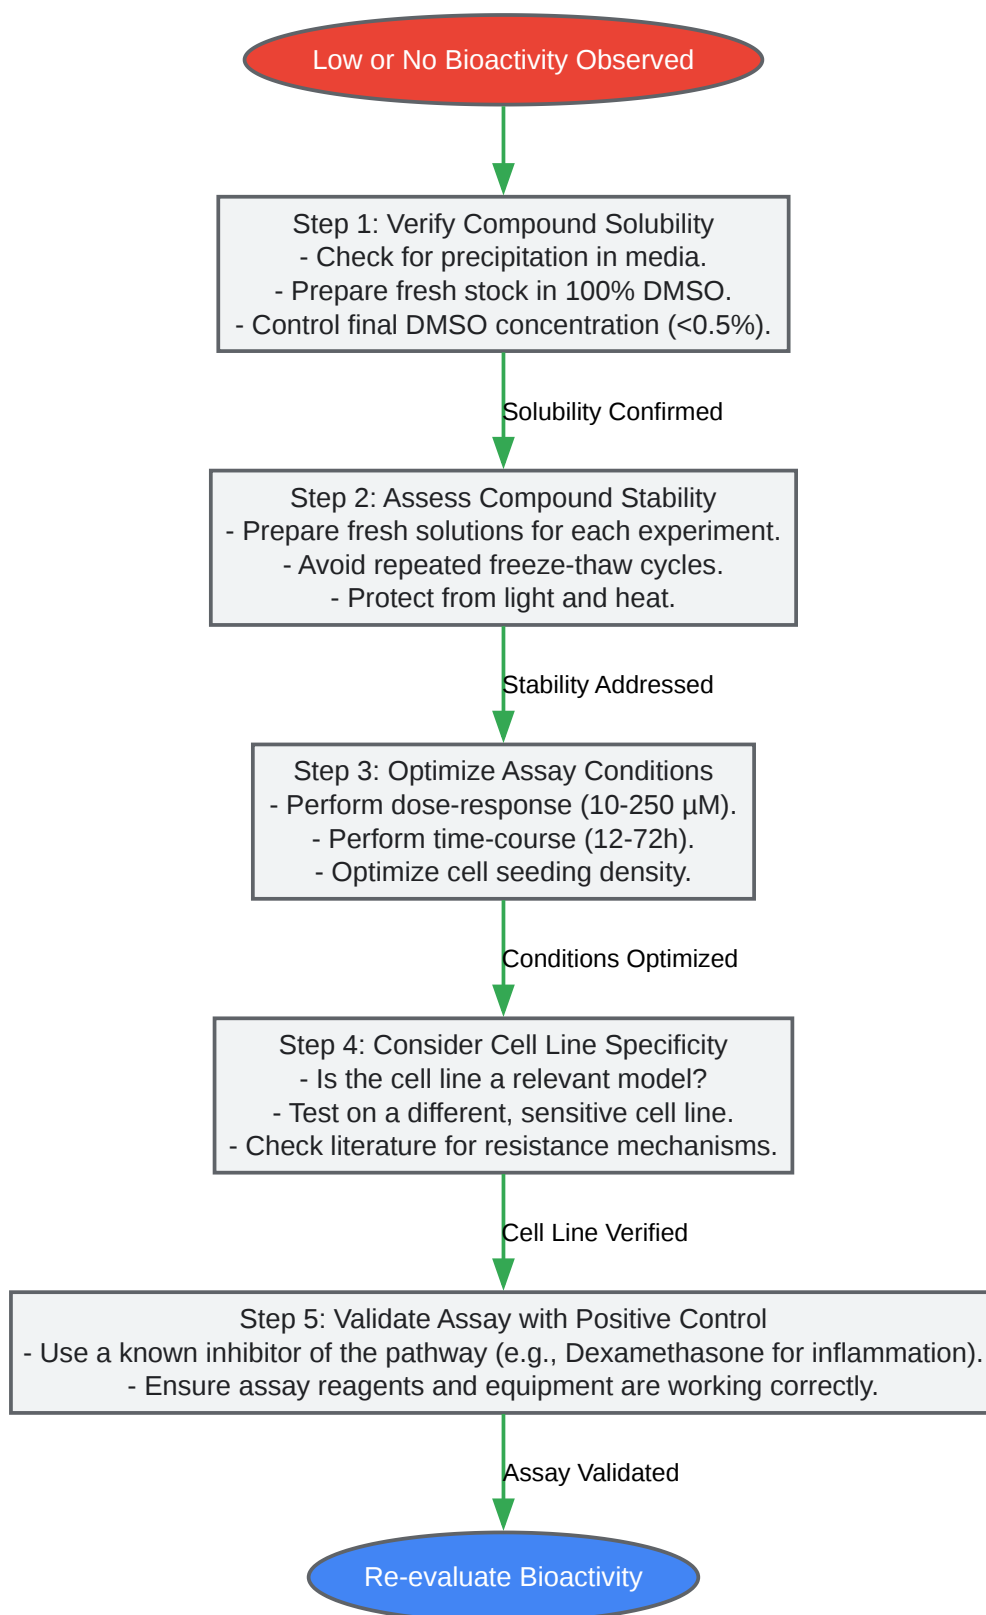 Low or No Bioactivity Observed
Step 1: Verify Compound Solubility
- Check for precipitation in media.
- Prepare fresh stock in 100% DMSO.
- Control final DMSO concentration (<0.5%).
Solubility Confirmed
Step 2: Assess Compound Stability
- Prepare fresh solutions for each experiment.
- Avoid repeated freeze-thaw cycles.
- Protect from light and heat.
Stability Addressed
Step 3: Optimize Assay Conditions
- Perform dose-response (10-250 µM).
- Perform time-course (12-72h).
- Optimize cell seeding density.
Conditions Optimized
Step 4: Consider Cell Line Specificity
- Is the cell line a relevant model?
- Test on a different, sensitive cell line.
- Check literature for resistance mechanisms.
Cell Line Verified
Step 5: Validate Assay with Positive Control
- Use a known inhibitor of the pathway (e.g., Dexamethasone for inflammation).
- Ensure assay reagents and equipment are working correctly.
Assay Validated
Re-evaluate Bioactivity